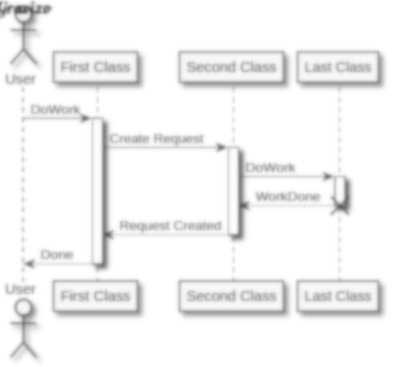 User
First Class
Second Class
Last Class
DoWork
Create Request
DoWork
WorkDone
Request Created
Done
User
First Class
Second Class
Last Class